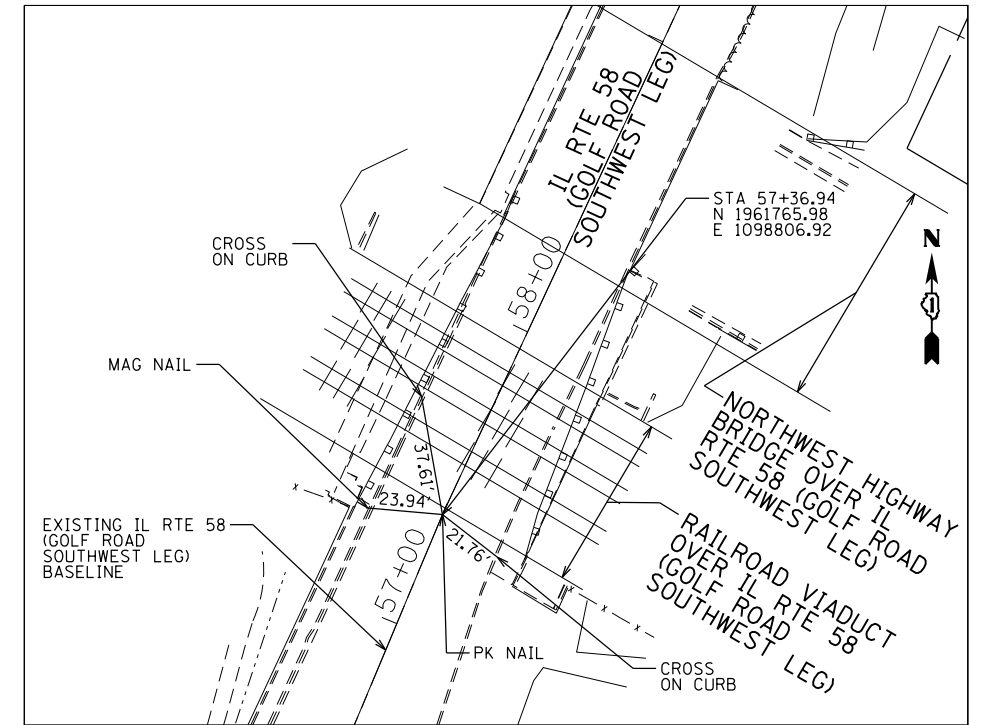 IL RTE 58
(GOLF ROAD
SOUTHWEST LEG)
STA 57+36.94
N 1961765.98
E 1098806.92
N
1
CROSS
ON CURB
58+00
MAG NAIL
NORTHWEST HIGHWAY
BRIDGE OVER IL
RTE 58 (GOLF ROAD
SOUTHWEST LEG)
37.61'
x
23.94'
EXISTING IL RTE 58
(GOLF ROAD
SOUTHWEST LEG)
BASELINE
21.76'
57+00
RAILROAD VIADUCT
OVER IL RTE 58
(GOLF ROAD
SOUTHWEST LEG)
x
x
x
PK NAIL
CROSS
ON CURB